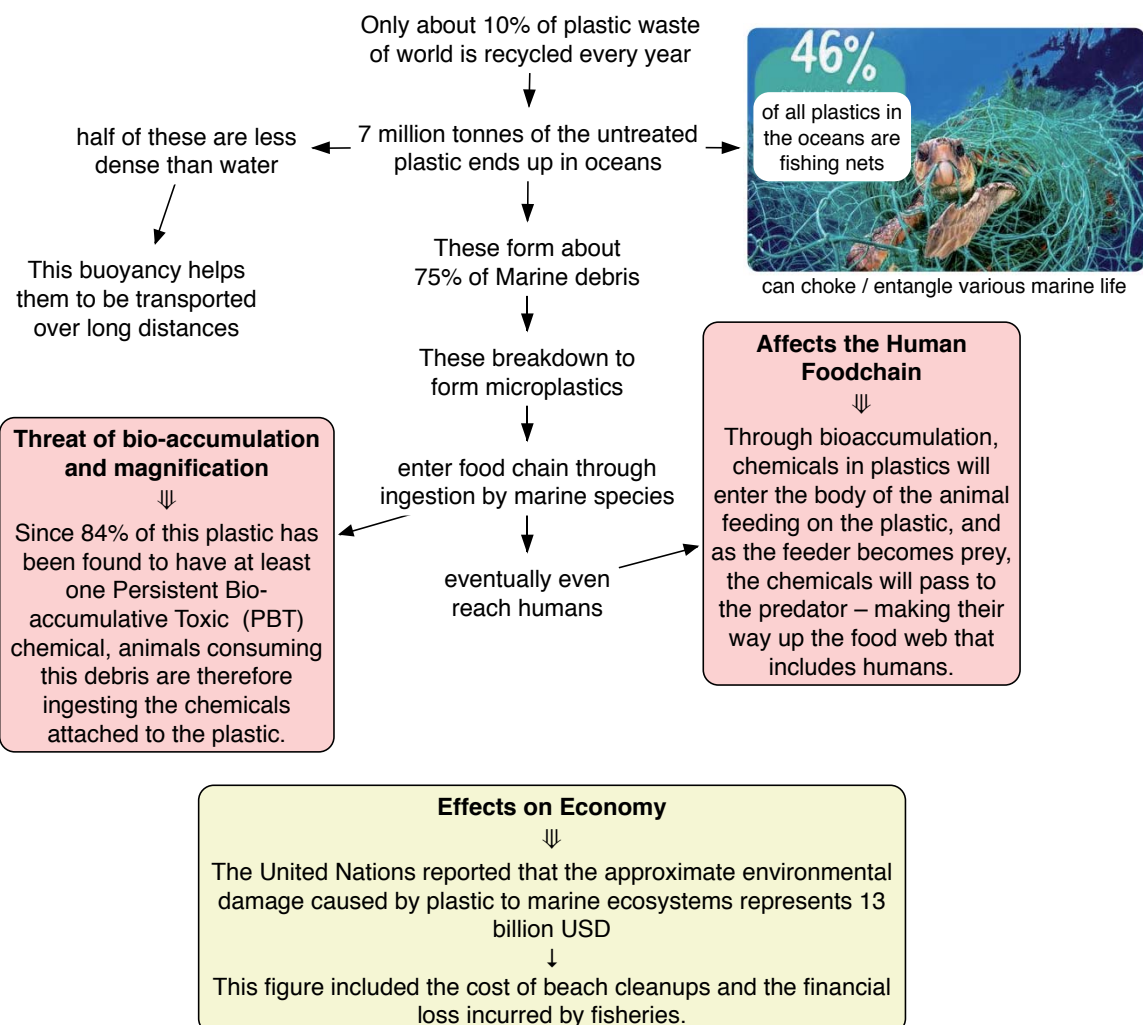 Only about 10% of plastic waste
of world is recycled every year
46%
of all plastics in
the oceans are
fishing nets
half of these are less
dense than water
7 million tonnes of the untreated
plastic ends up in oceans
can choke / entangle various marine life
This buoyancy helps
them to be transported
over long distances
These form about
75% of Marine debris
These breakdown to
form microplastics
Affects the Human
Foodchain
⤋
Through bioaccumulation,
chemicals in plastics will
enter the body of the animal
feeding on the plastic, and
as the feeder becomes prey,
the chemicals will pass to
the predator – making their
way up the food web that
includes humans.
Threat of bio-accumulation
and magnification
⤋
Since 84% of this plastic has
been found to have at least
one Persistent Bio-
accumulative Toxic (PBT)
chemical, animals consuming
this debris are therefore
ingesting the chemicals
attached to the plastic.
enter food chain through
ingestion by marine species
eventually even
reach humans
Effects on Economy
⤋
The United Nations reported that the approximate environmental
damage caused by plastic to marine ecosystems represents 13
billion USD
↓
This figure included the cost of beach cleanups and the financial
loss incurred by fisheries.